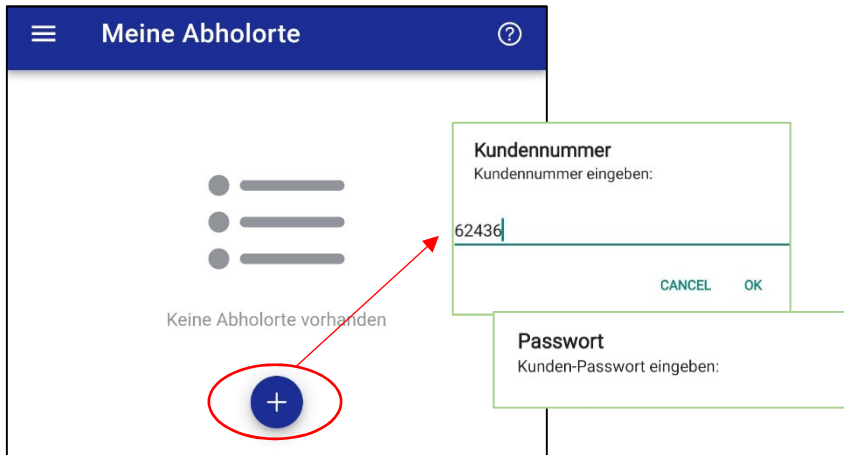 Meine Abholorte
Keine Abholorte vorhanden
Kundennummer
Kundennummer eingeben:
62436
CANCEL OK
Passwort
Kunden-Passwort eingeben: